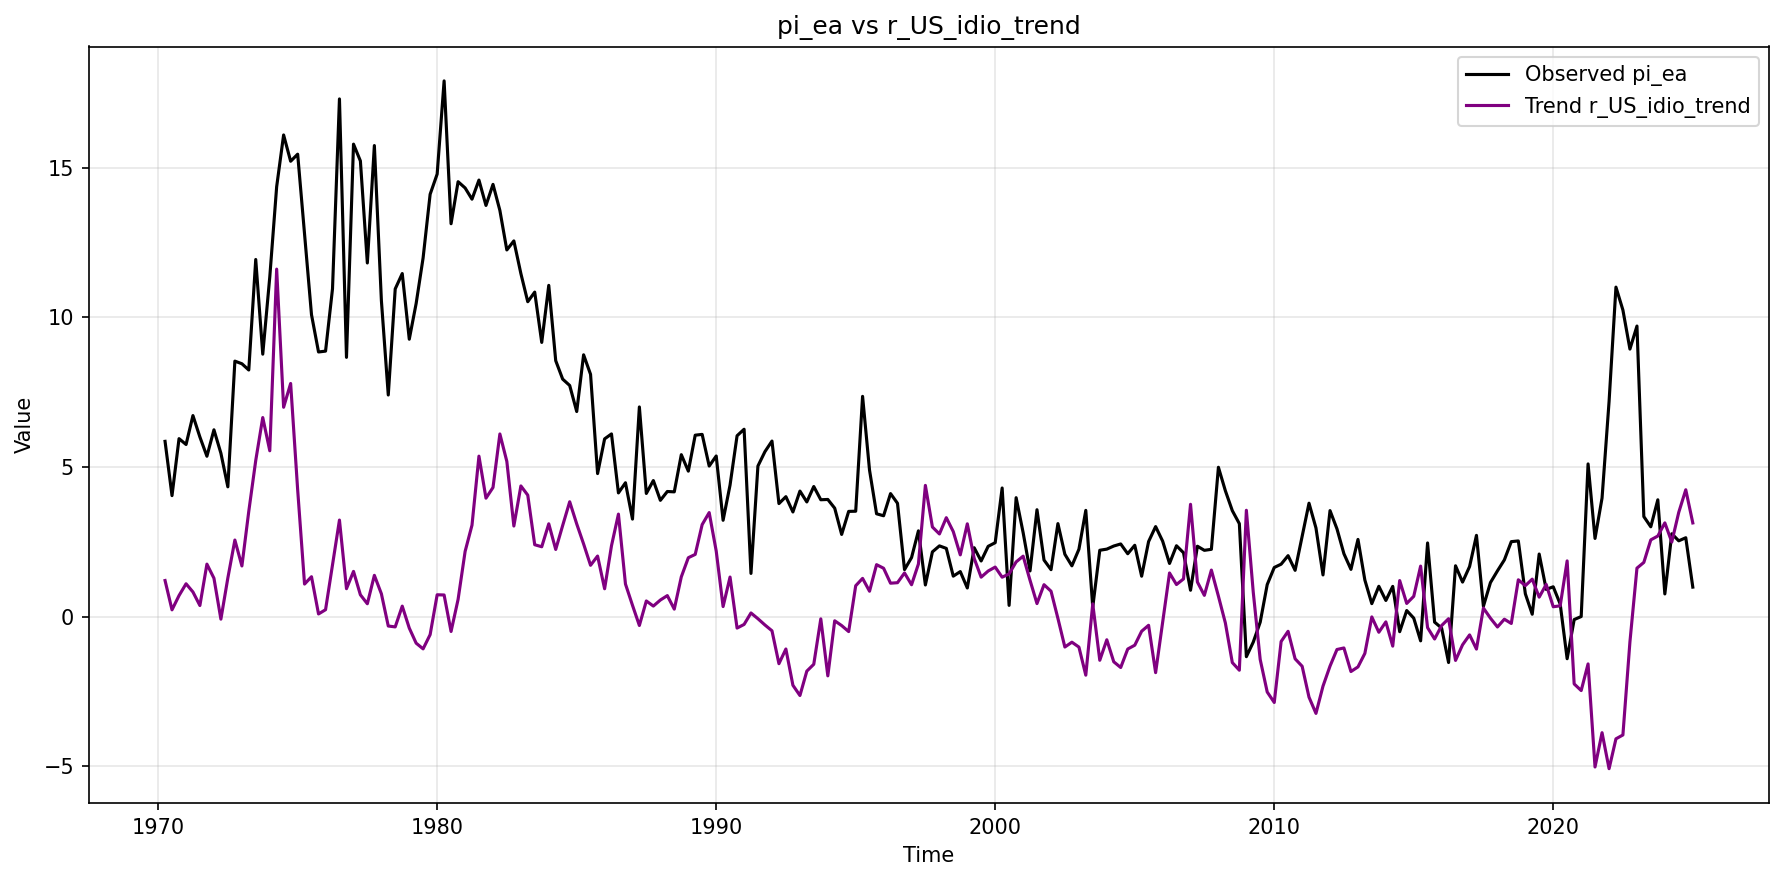 pi_ea vs r_US_idio_trend
Observed pi_ea
Trend r_US_idio_trend
Value
15
10
5
0
−5
1970
1980
1990
2000
2010
2020
Time